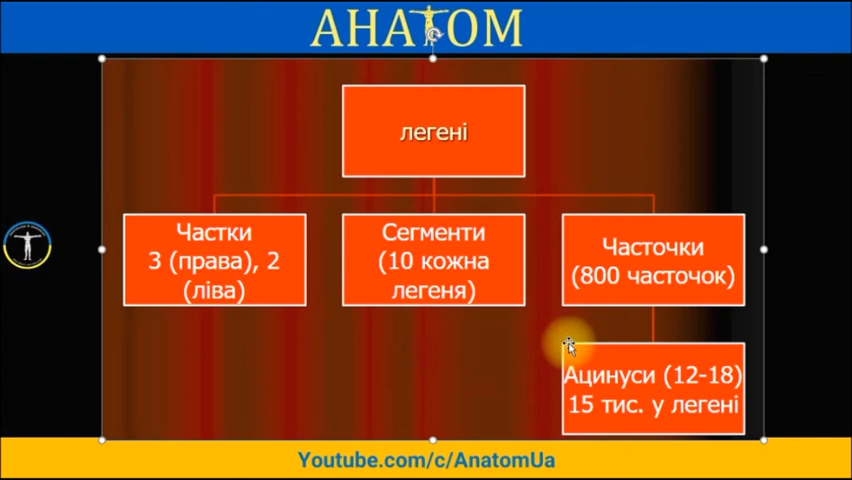 АНАТОМ
легені
Частки
3 (права), 2
(ліва)
Сегменти
(10 кожна
легеня)
Часточки
(800 часточок)
Ацинуси (12-18)
15 тис. у легені
Youtube.com/c/AnatomUa